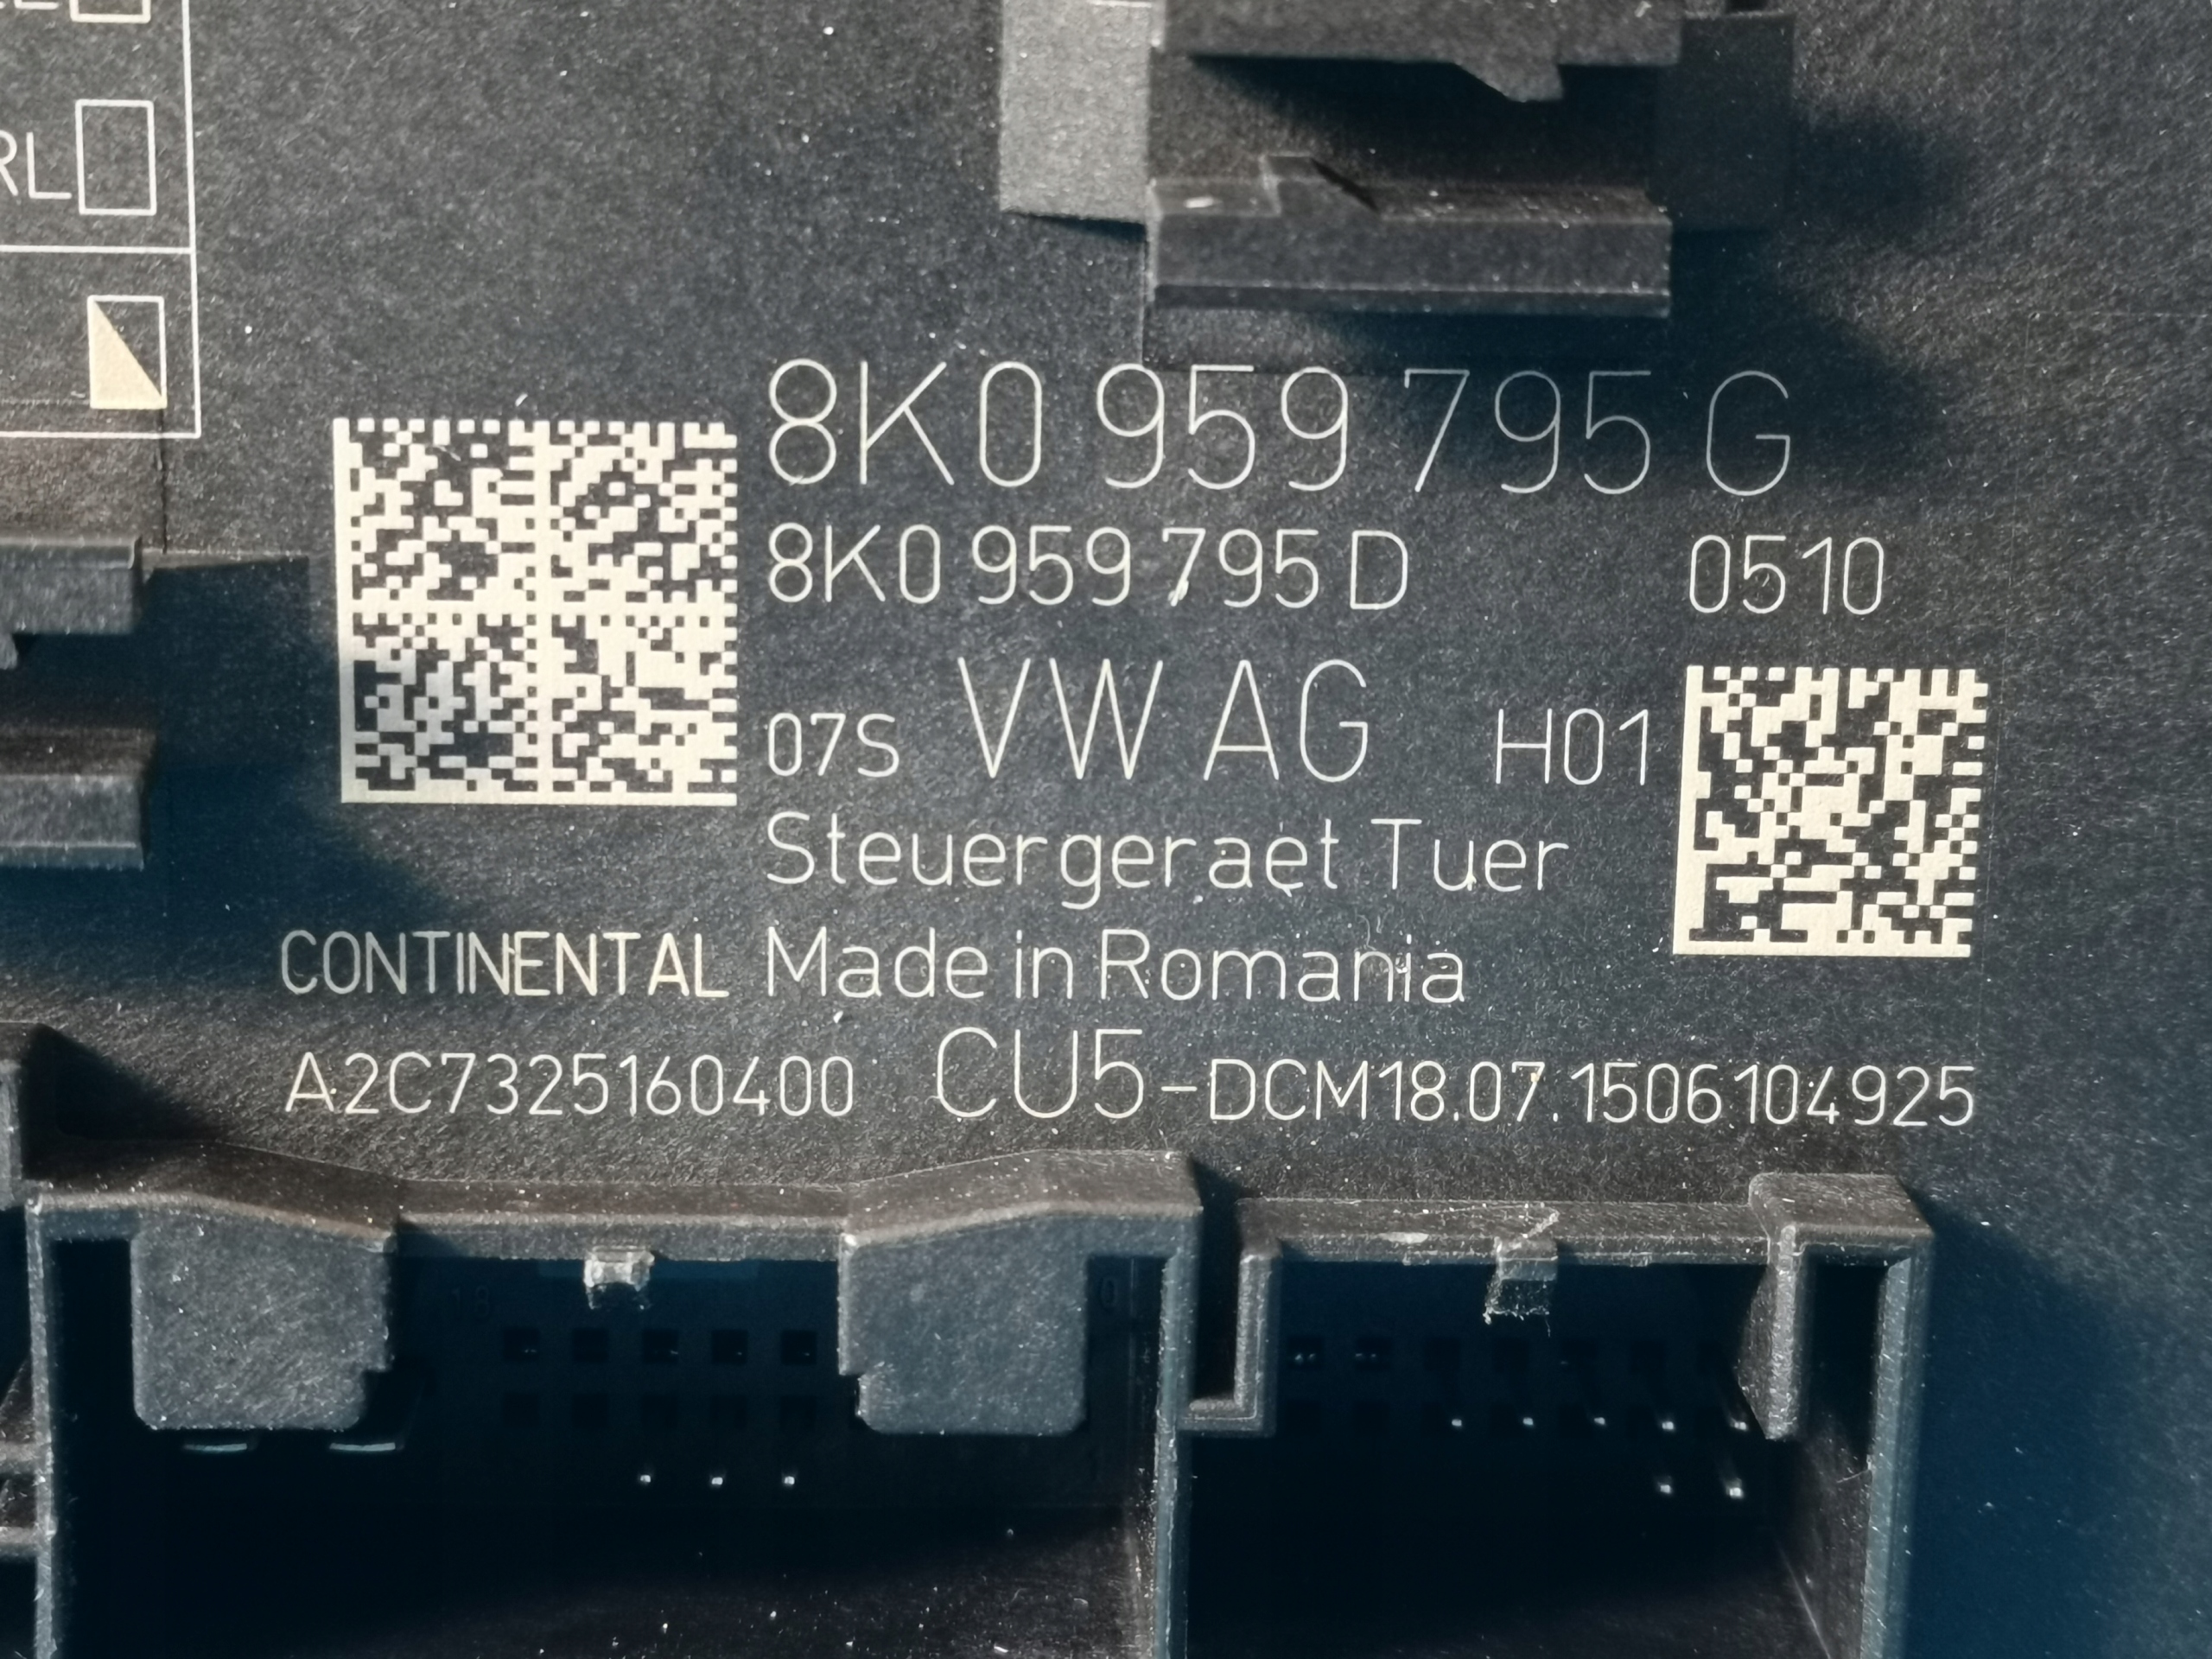 RL
8K0 959 795 G
8K0 959 795 D 0510
07S VW AG H01
Steuergeraet Tuer
CONTINENTAL Made in Romania
A2C7325160400 CU5-DCM18.07.1506104925